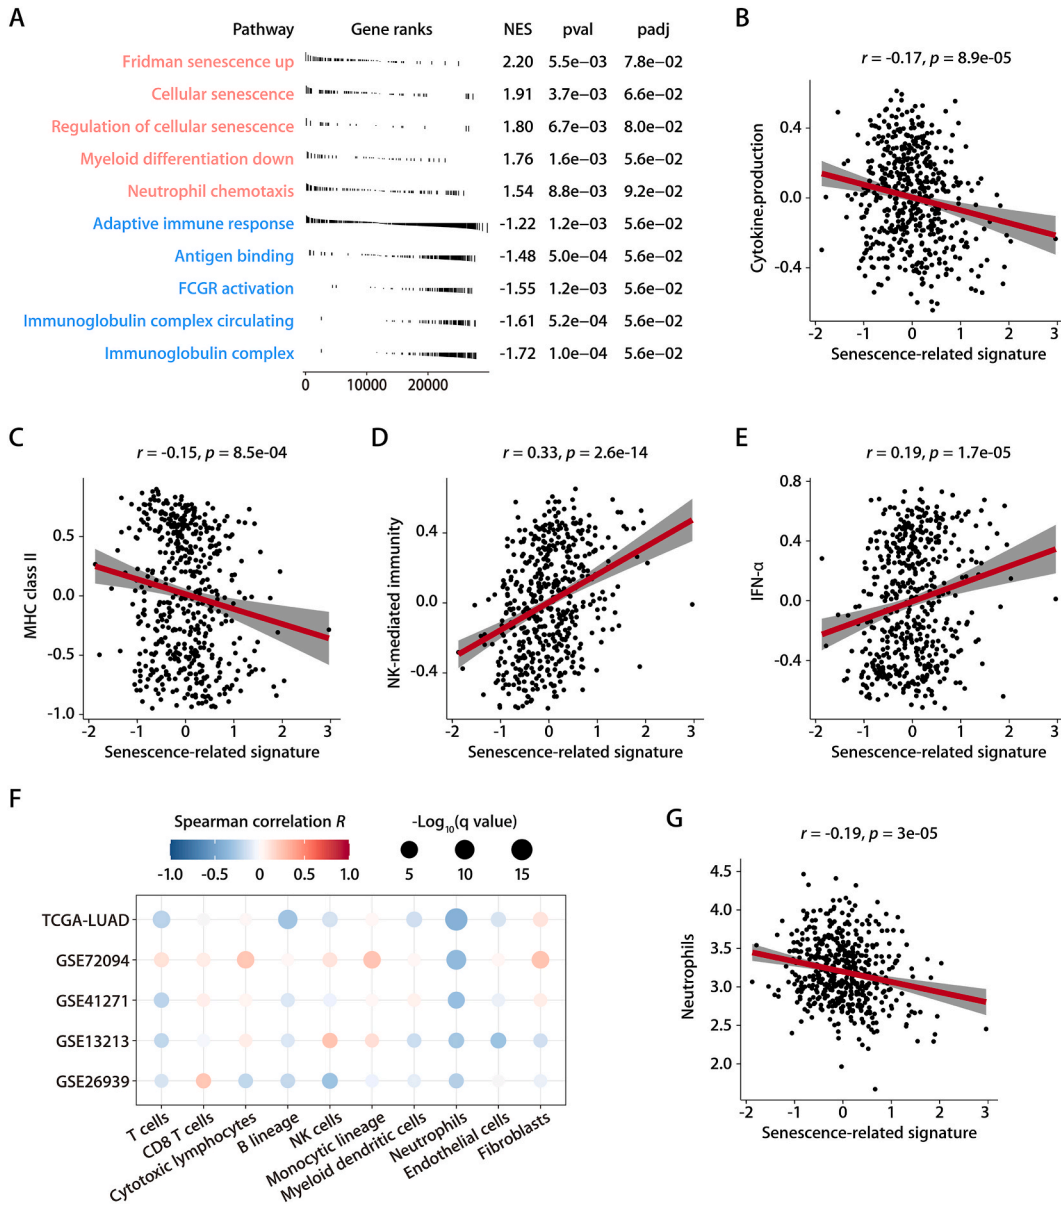 A
Pathway Gene ranks NES pval padj
Fridman senescence up 2.20 5.5e−03 7.8e−02
Cellular senescence 1.91 3.7e−03 6.6e−02
Regulation of cellular senescence 1.80 6.7e−03 8.0e−02
Myeloid differentiation down 1.76 1.6e−03 5.6e−02
Neutrophil chemotaxis 1.54 8.8e−03 9.2e−02
Adaptive immune response -1.22 1.2e−03 5.6e−02
Antigen binding -1.48 5.0e−04 5.6e−02
FCGR activation -1.55 1.2e−03 5.6e−02
Immunoglobulin complex circulating -1.61 5.2e−04 5.6e−02
Immunoglobulin complex -1.72 1.0e−04 5.6e−02
0 10000 20000
B
r = -0.17, p = 8.9e-05
Cytokine.production
0.4
0.0
-0.4
-2 -1 0 1 2 3
Senescence-related signature
C
r = -0.15, p = 8.5e-04
MHC class II
0.5
0.0
-0.5
-1.0
-2 -1 0 1 2 3
Senescence-related signature
D
r = 0.33, p = 2.6e-14
NK-mediated immunity
0.4
0.0
-0.4
-2 -1 0 1 2 3
Senescence-related signature
E
r = 0.19, p = 1.7e-05
IFN-α
0.8
0.4
0.0
-0.4
-2 -1 0 1 2 3
Senescence-related signature
F
Spearman correlation R
-1.0 -0.5 0 0.5 1.0
-Log10(q value)
5 10 15
TCGA-LUAD
GSE72094
GSE41271
GSE13213
GSE26939
T cells
CD8 T cells
Cytotoxic lymphocytes
B lineage
NK cells
Monocytic lineage
Myeloid dendritic cells
Neutrophils
Endothelial cells
Fibroblasts
G
r = -0.19, p = 3e-05
Neutrophils
4.5
4.0
3.5
3.0
2.5
2.0
-2 -1 0 1 2 3
Senescence-related signature